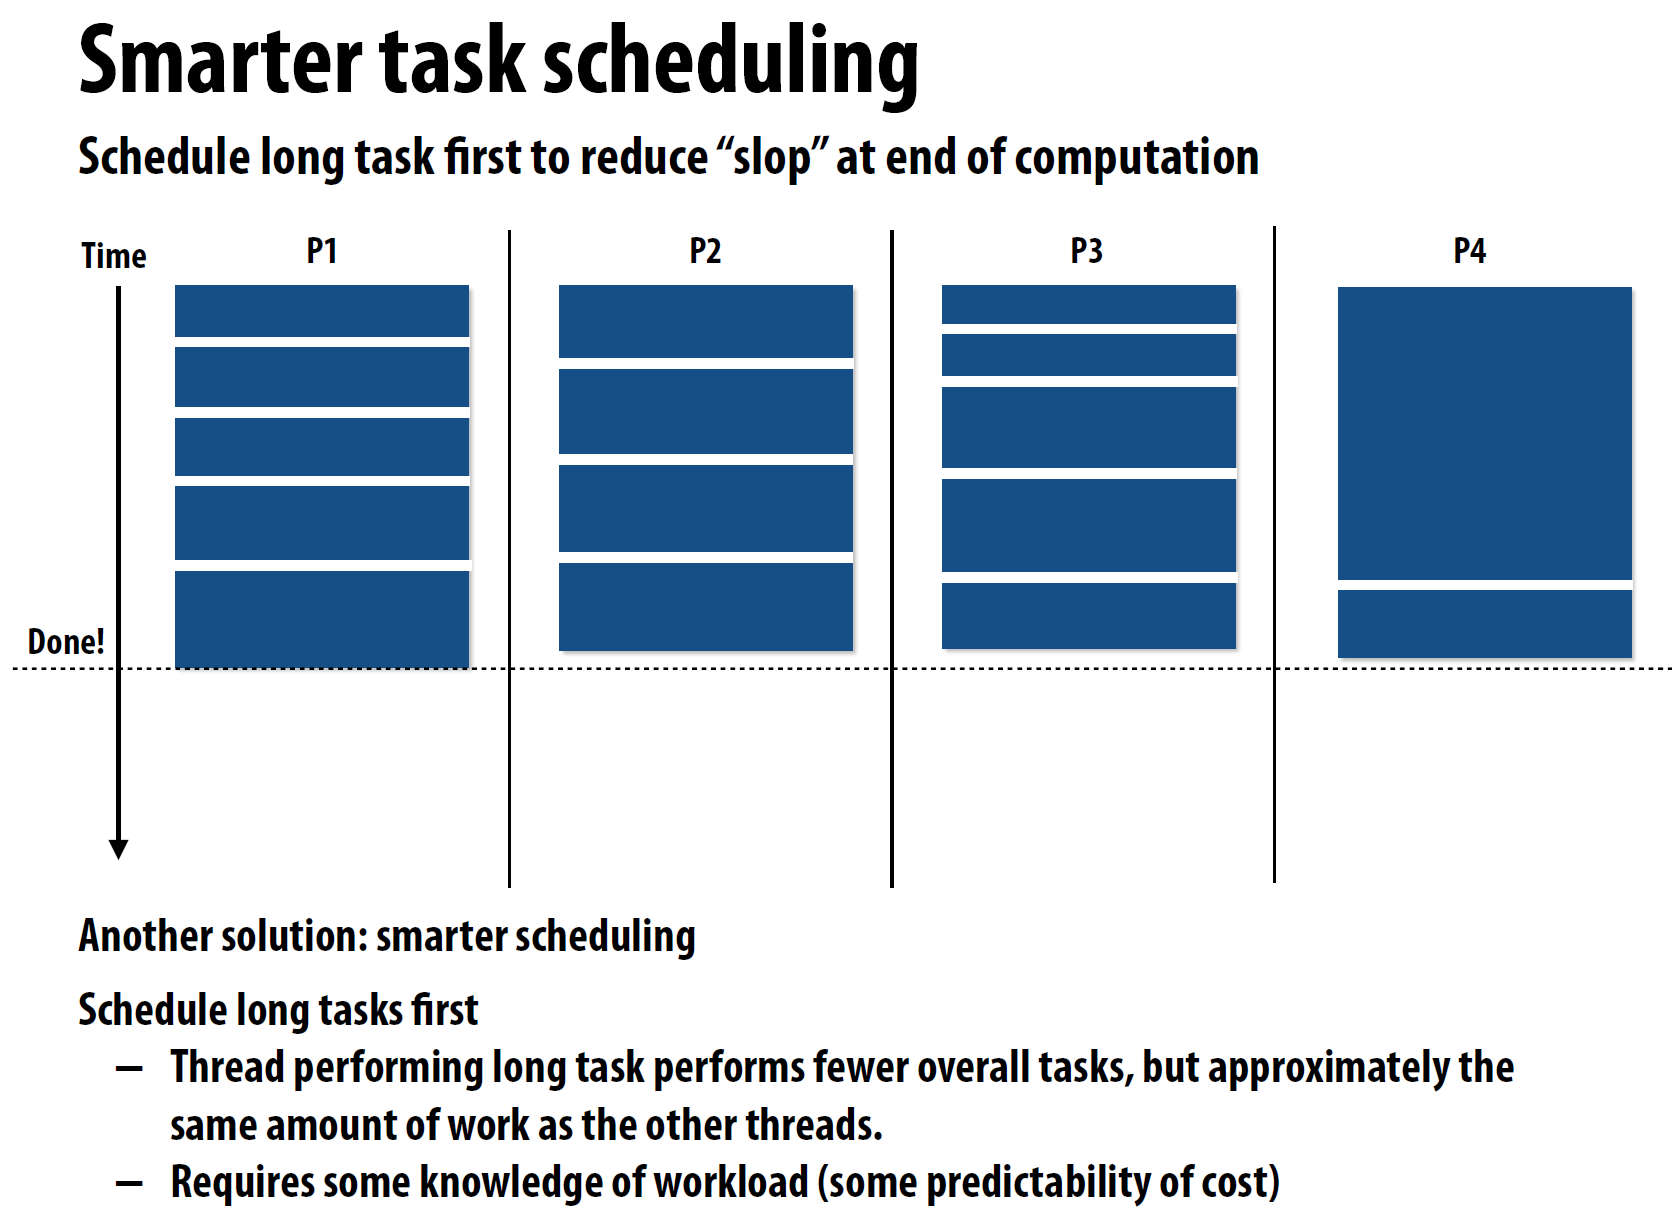 Smarter task scheduling
Schedule long task first to reduce “slop” at end of computation
Time
P1
P2
P3
P4
Done!
Another solution: smarter scheduling
Schedule long tasks first
– Thread performing long task performs fewer overall tasks, but approximately the
same amount of work as the other threads.
– Requires some knowledge of workload (some predictability of cost)